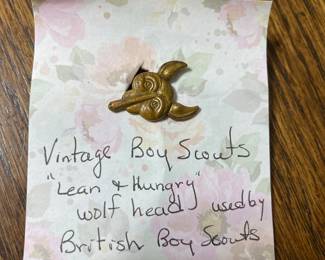 Vintage Boy Scouts
"Lean & Hungry"
wolf head used by
British Boy Scouts